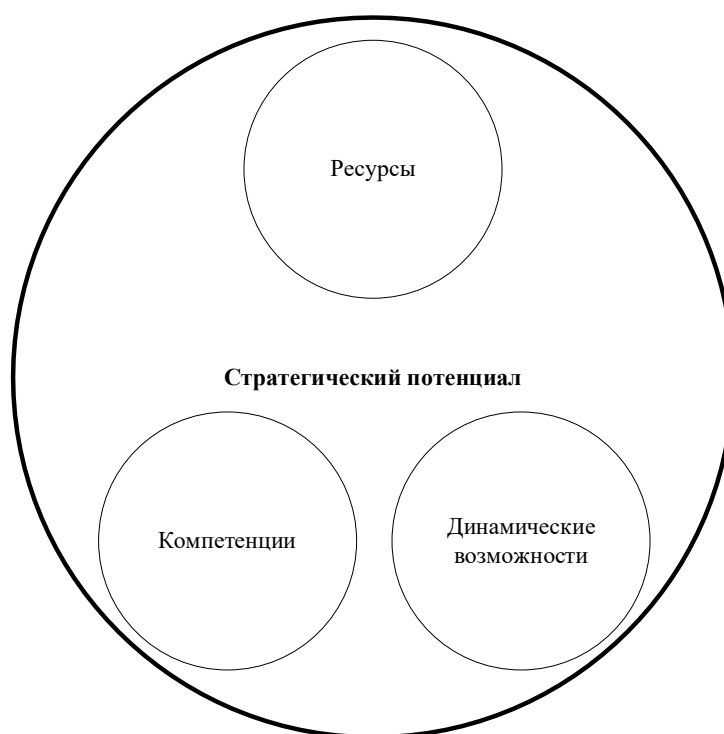 Ресурсы
Стратегический потенциал
Компетенции
Динамические
возможности